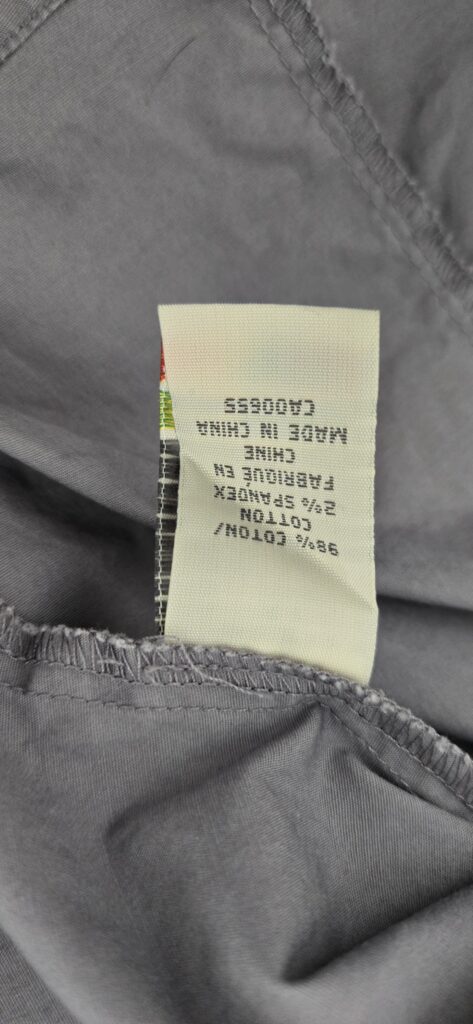 98% COTON/
COTTON
2% SPANDEX
FABRIQUÉ EN
CHINE
MADE IN CHINA
CA00655